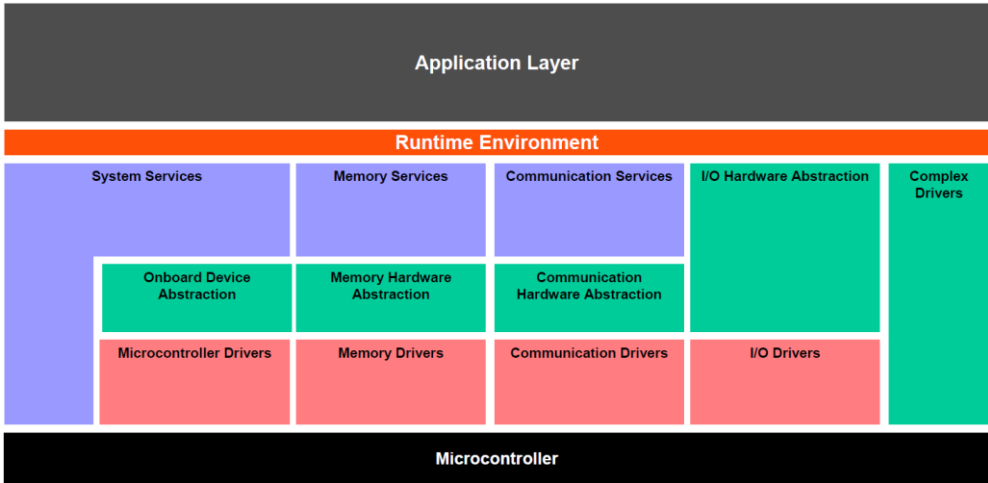 Application Layer
Runtime Environment
System Services
Memory Services
Communication Services
I/O Hardware Abstraction
Complex
Drivers
Onboard Device
Abstraction
Memory Hardware
Abstraction
Communication
Hardware Abstraction
Microcontroller Drivers
Memory Drivers
Communication Drivers
I/O Drivers
Microcontroller